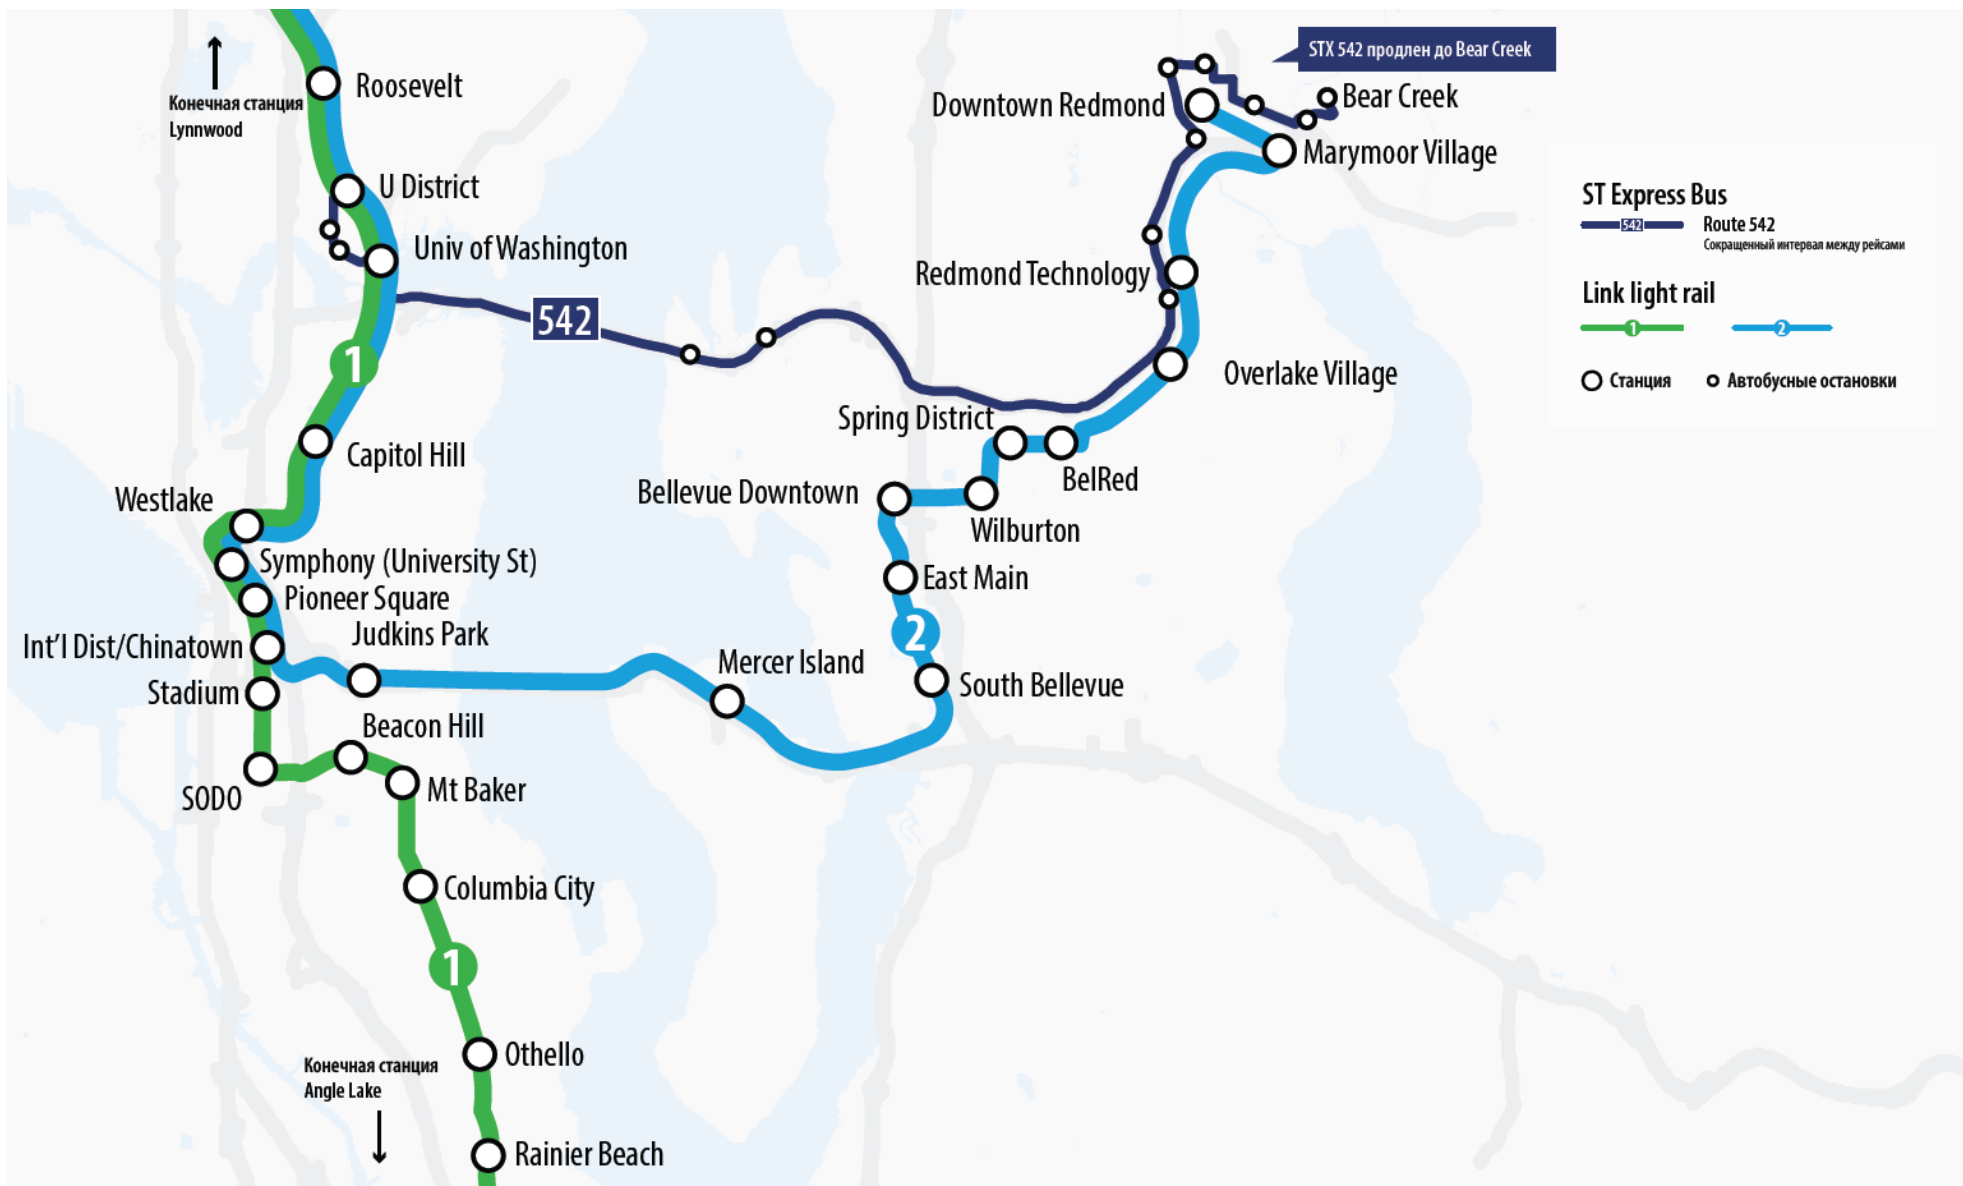 STX 542 продлен до Bear Creek
Roosevelt
Конечная станция
Lynnwood
Downtown Redmond
Bear Creek
Marymoor Village
U District
Univ of Washington
Redmond Technology
ST Express Bus
542
Route 542
Сокращенный интервал между рейсами
Link light rail
1
2
Станция
Автобусные остановки
542
1
Overlake Village
Spring District
Capitol Hill
BelRed
Westlake
Bellevue Downtown
Wilburton
Symphony (University St)
East Main
Pioneer Square
2
Judkins Park
Int'l Dist/Chinatown
Mercer Island
South Bellevue
Stadium
Beacon Hill
SODO
Mt Baker
Columbia City
1
Othello
Конечная станция
Angle Lake
Rainier Beach